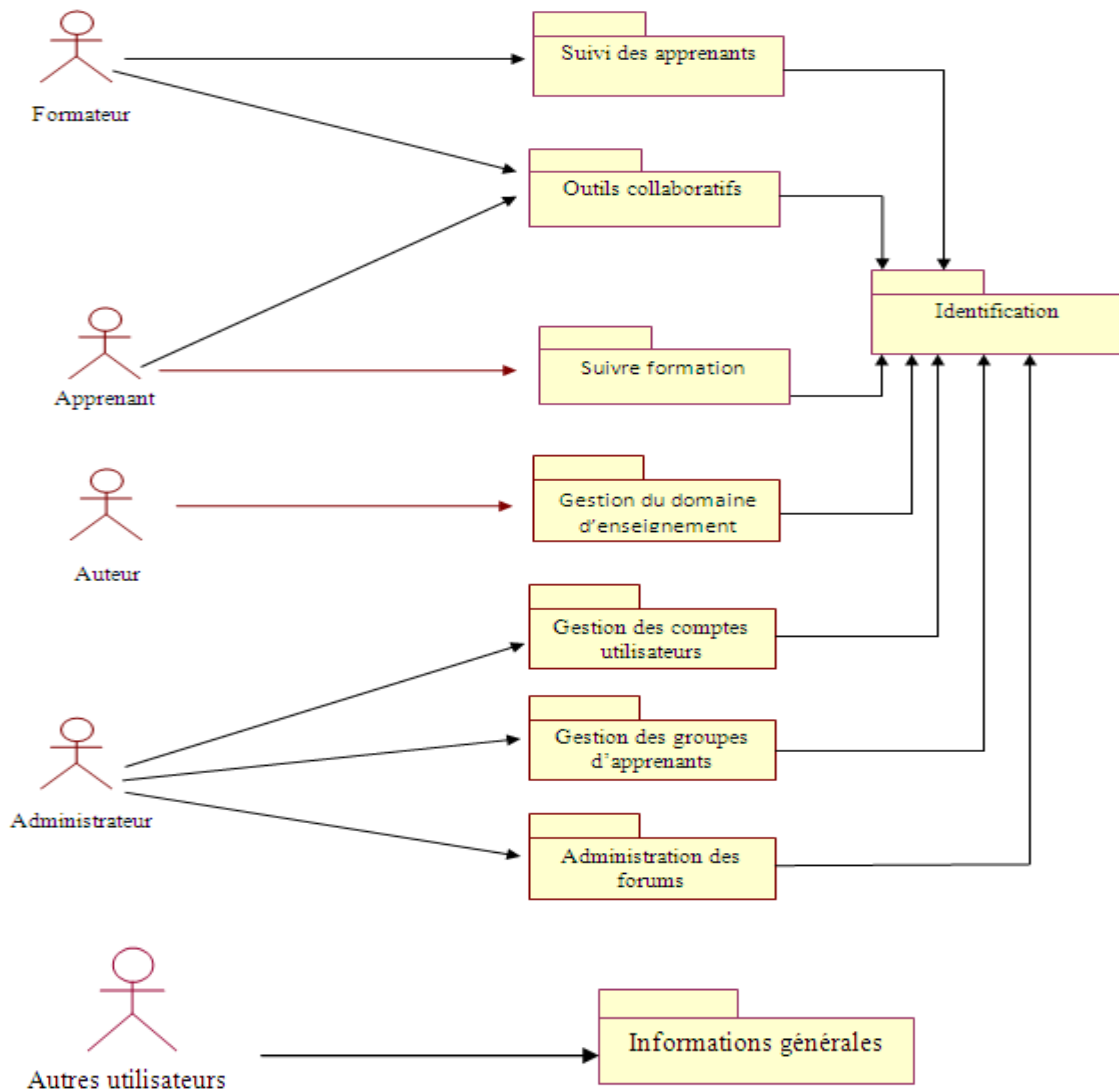 Suivi des apprenants
Formateur
Outils collaboratifs
Identification
Suivre formation
Apprenant
Gestion du domaine
d’enseignement
Auteur
Gestion des comptes
utilisateurs
Gestion des groupes
d’apprenants
Administrateur
Administration des
forums
Informations générales
Autres utilisateurs